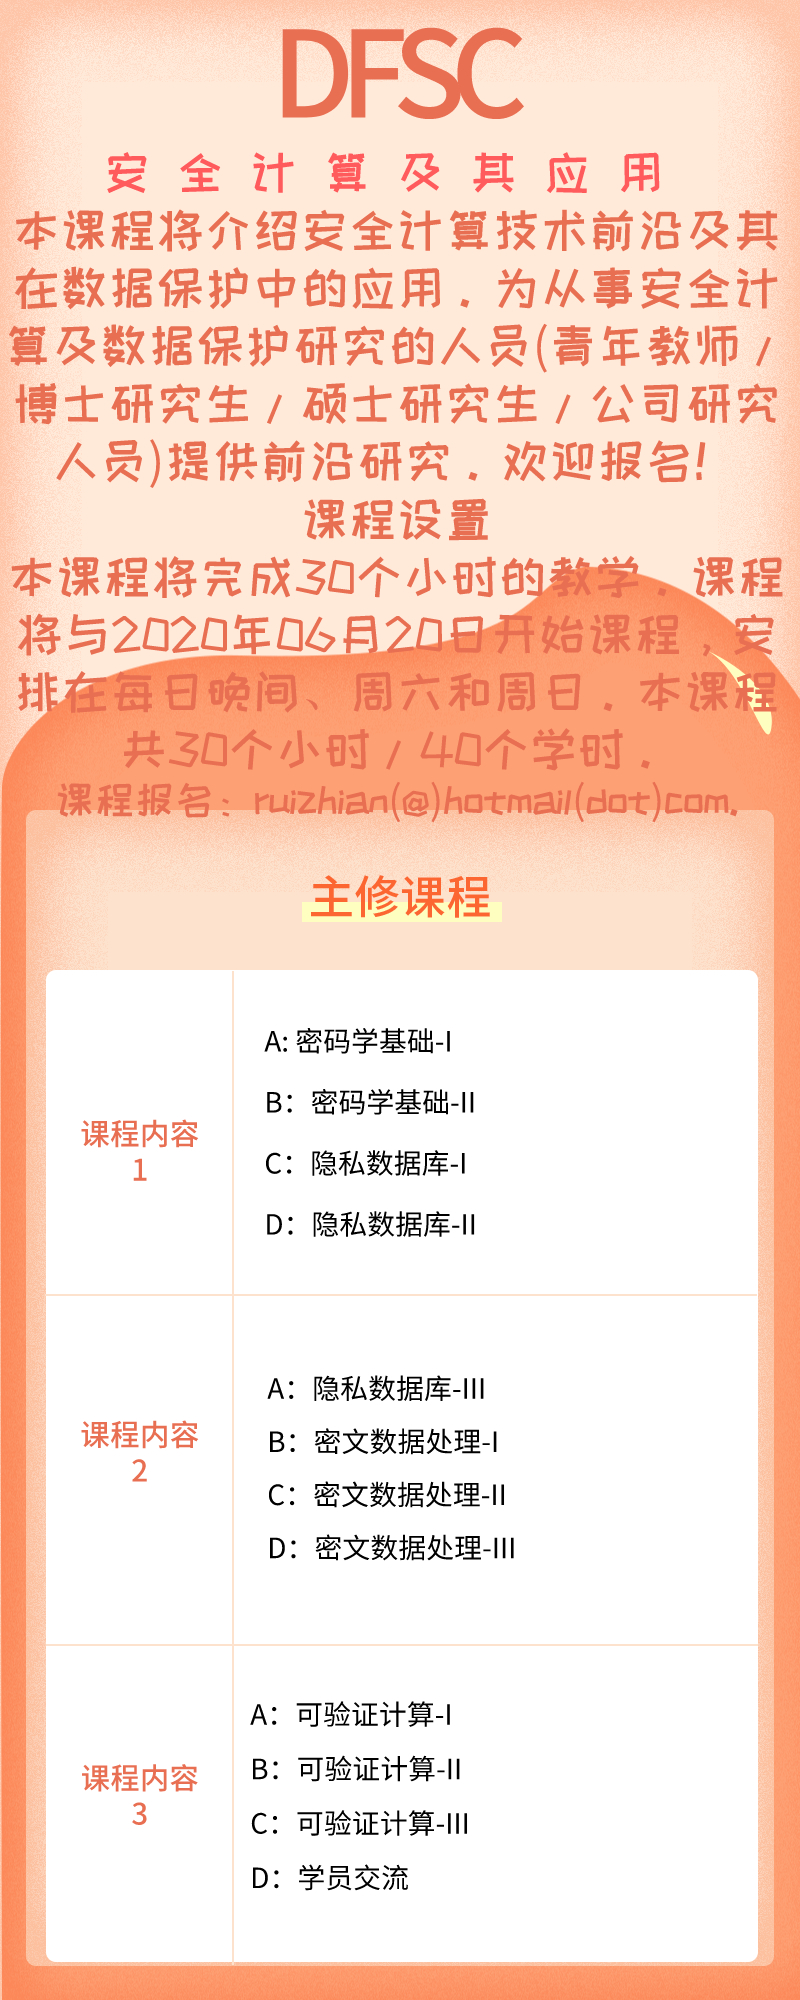 DFSC
安全计算及其应用
本课程将介绍安全计算技术前沿及其
在数据保护中的应用．为从事安全计
算及数据保护研究的人员(青年教师/
博士研究生/硕士研究生/公司研究
人员)提供前沿研究．欢迎报名!
课程设置
本课程将完成30个小时的教学．课程
将与2020年06月20日开始课程，安
排在每日晚间、周六和周日．本课程
共30个小时/40个学时．
课程报名：ruizhian(@)hotmail(dot)com.
主修课程
课程内容
1
A: 密码学基础-I
B：密码学基础-II
C：隐私数据库-I
D：隐私数据库-II
课程内容
2
A：隐私数据库-III
B：密文数据处理-I
C：密文数据处理-II
D：密文数据处理-III
课程内容
3
A：可验证计算-I
B：可验证计算-II
C：可验证计算-III
D：学员交流